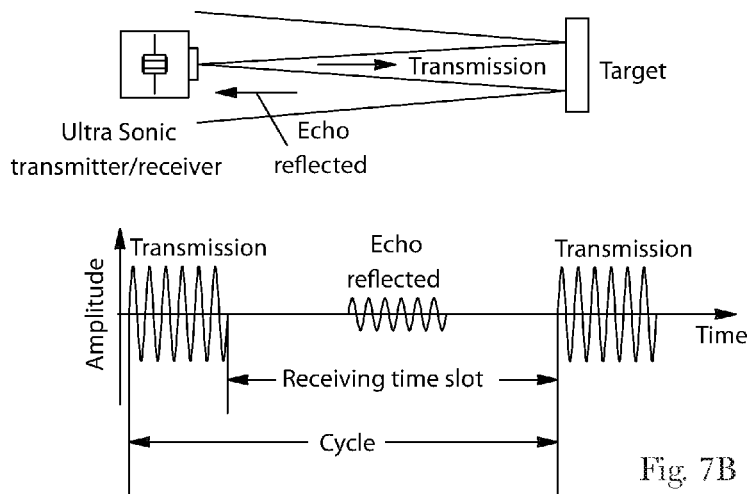 Transmission
Target
Ultra Sonic
transmitter/receiver
Echo
reflected
Transmission
Echo
reflected
Transmission
Amplitude
Time
Receiving time slot
Cycle
Fig. 7B